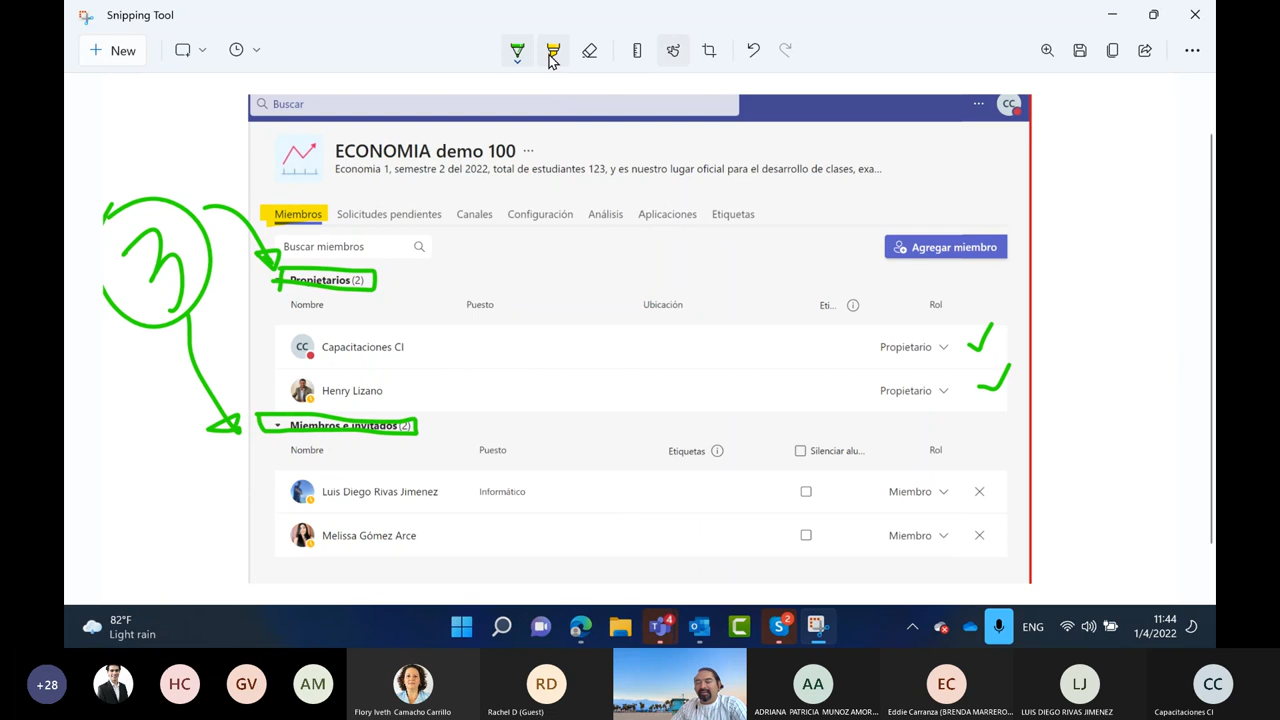 Snipping Tool
New
Buscar
CC
ECONOMIA demo 100
Economia 1, semestre 2 del 2022, total de estudiantes 123, y es nuestro lugar oficial para el desarrollo de clases, exa...
Miembros Solicitudes pendientes Canales Configuración Análisis Aplicaciones Etiquetas
Buscar miembros
Agregar miembro
3
Propietarios (2)
Nombre Puesto Ubicación Eti... Rol
CC Capacitaciones CI Propietario
Henry Lizano Propietario
Miembros e invitados (2)
Nombre Puesto Etiquetas Silenciar alu... Rol
Luis Diego Rivas Jimenez Informático Miembro
Melissa Gómez Arce Miembro
82°F
Light rain
4
2
ENG
11:44
1/4/2022
+28 HC GV AM RD AA EC LJ CC
Flory Iveth Camacho Carrillo Rachel D (Guest) ADRIANA PATRICIA MUNOZ AMOR... Eddie Carranza (BRENDA MARRERO... LUIS DIEGO RIVAS JIMENEZ Capacitaciones CI